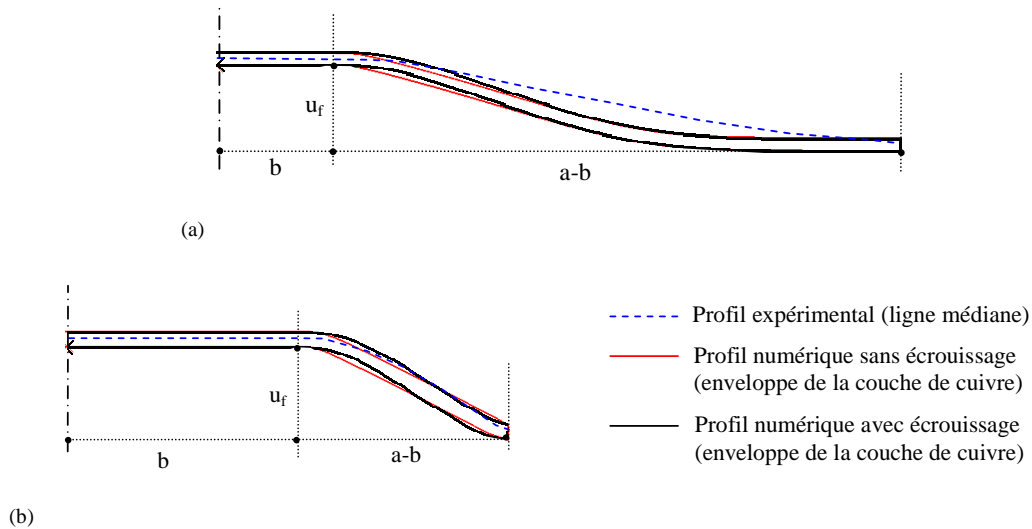 u_f
b
a-b
(a)
Profil expérimental (ligne médiane)
Profil numérique sans écrouissage
(enveloppe de la couche de cuivre)
u_f
Profil numérique avec écrouissage
(enveloppe de la couche de cuivre)
b
a-b
(b)